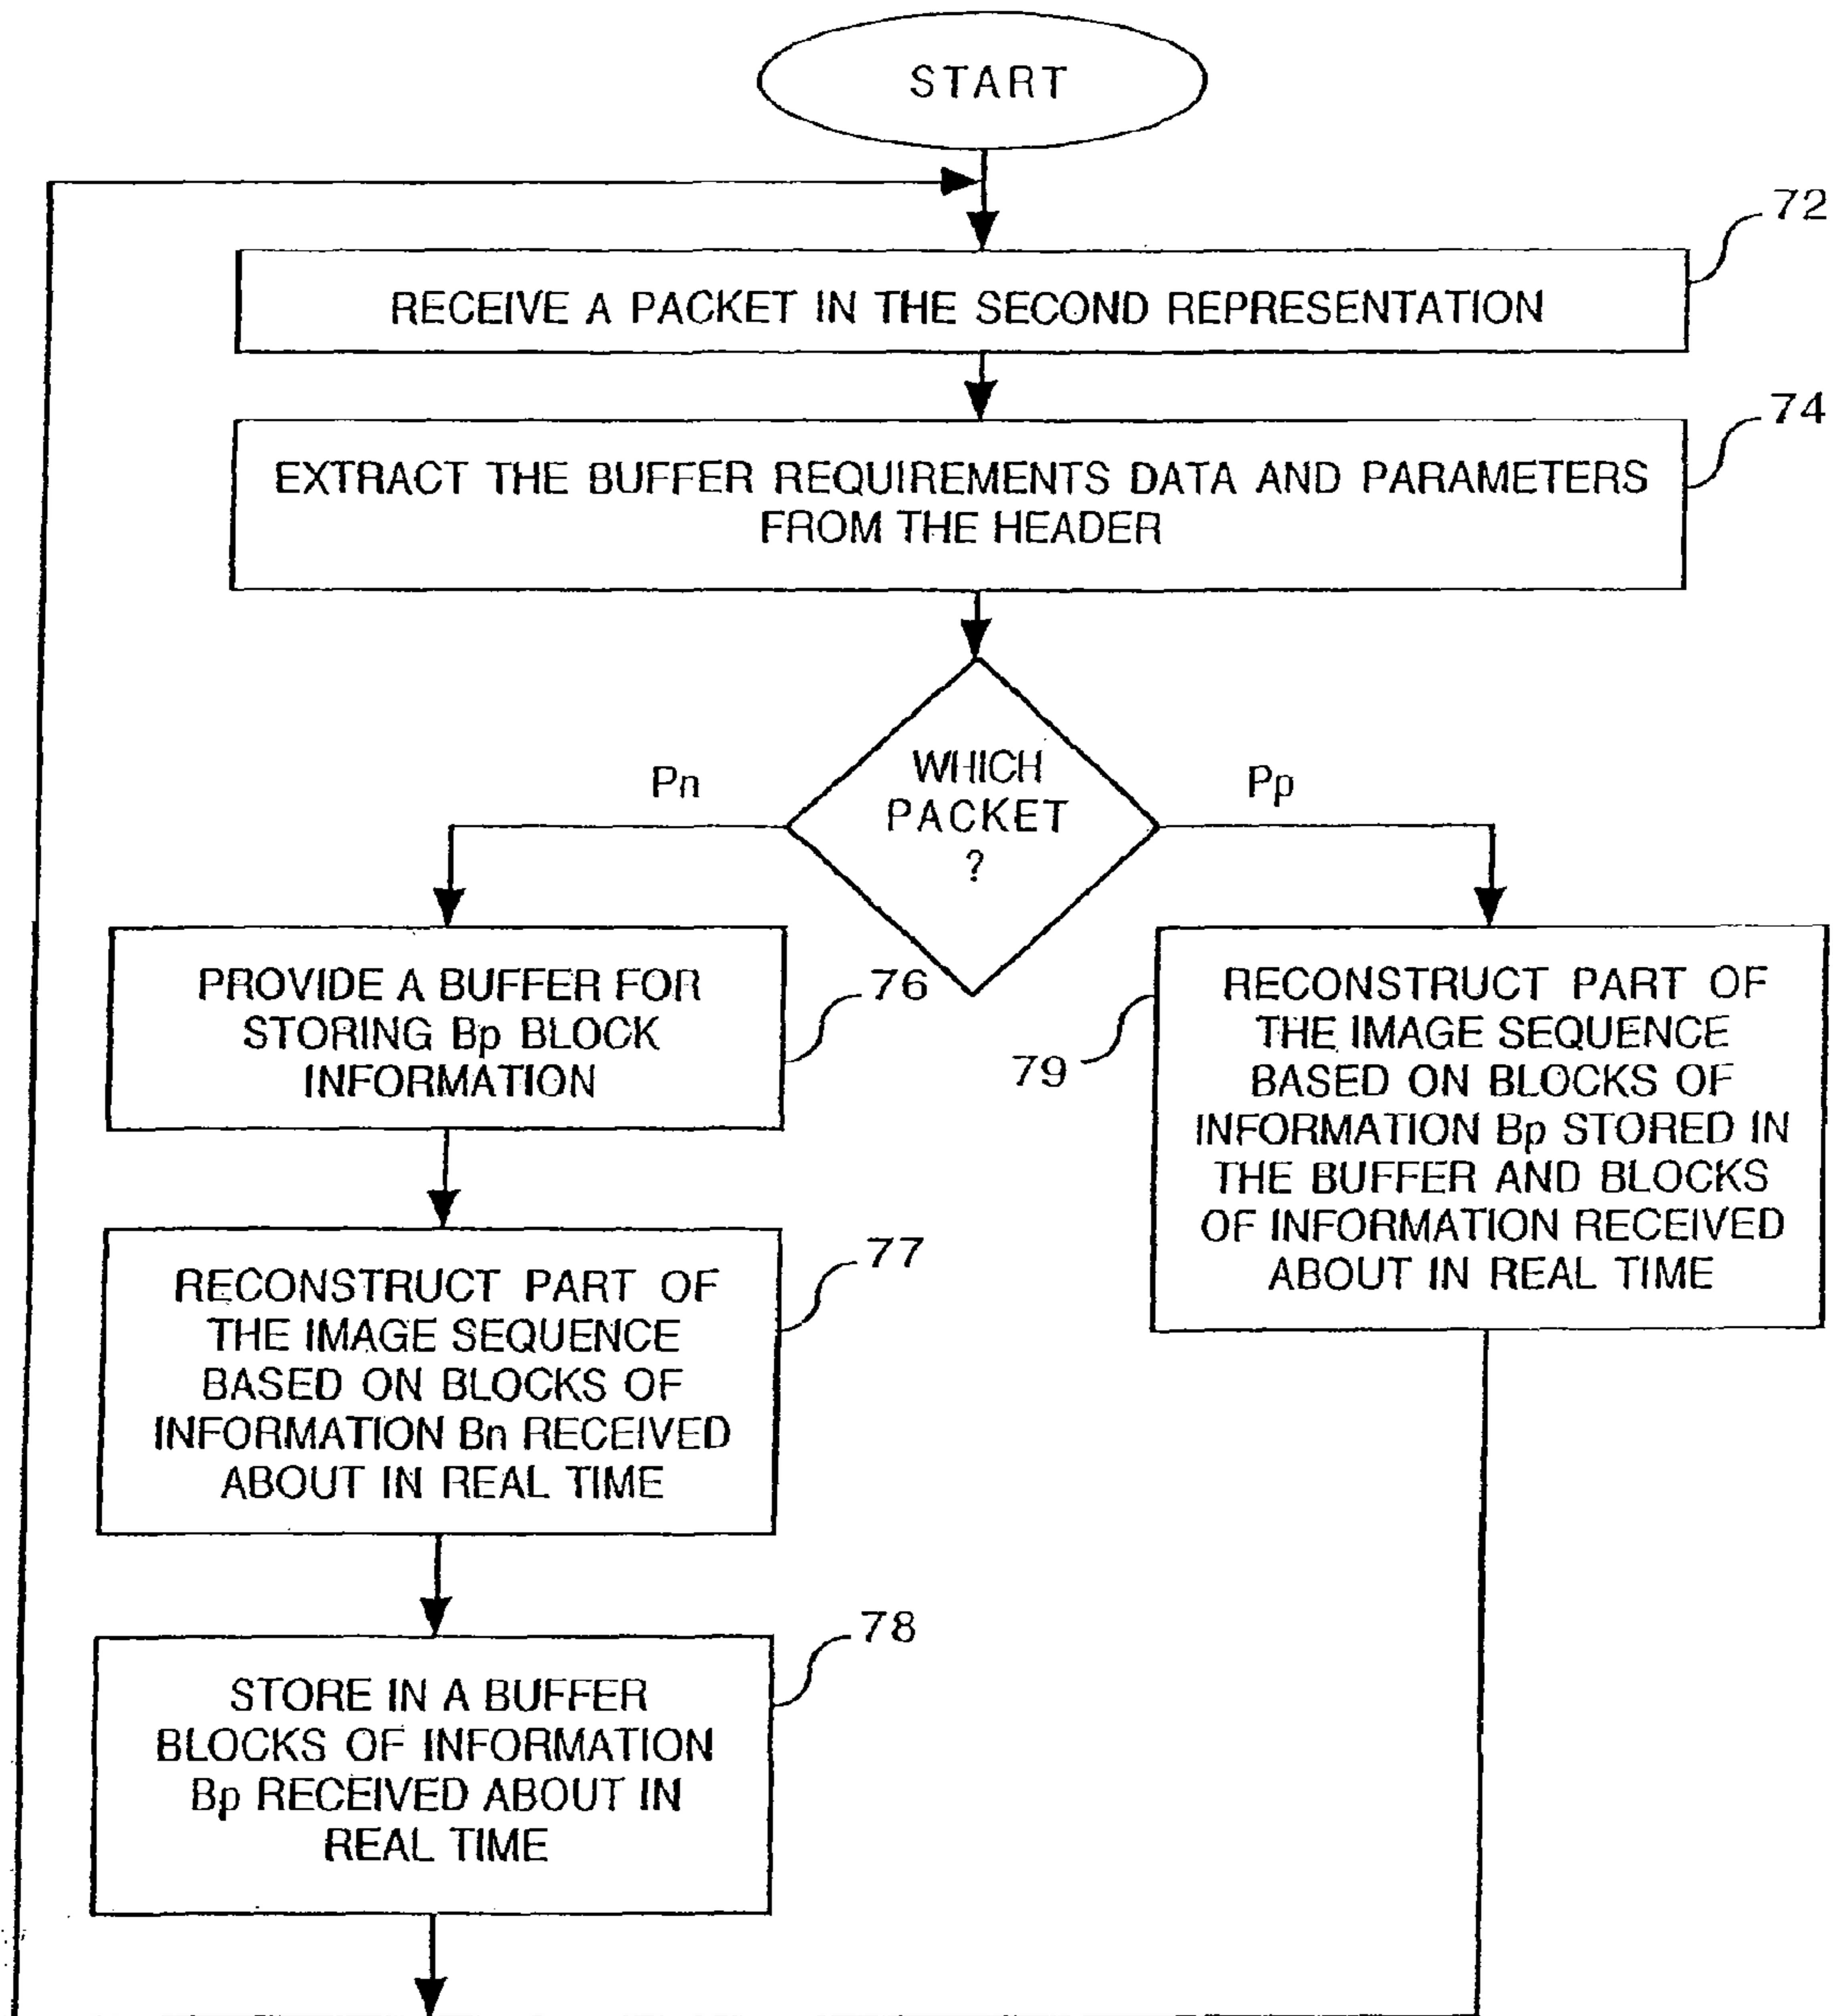 START
72
RECEIVE A PACKET IN THE SECOND REPRESENTATION
74
EXTRACT THE BUFFER REQUIREMENTS DATA AND PARAMETERS
FROM THE HEADER
WHICH
PACKET
?
Pn
Pp
PROVIDE A BUFFER FOR
STORING Bp BLOCK
INFORMATION
76
RECONSTRUCT PART OF
THE IMAGE SEQUENCE
BASED ON BLOCKS OF
INFORMATION Bn RECEIVED
ABOUT IN REAL TIME
77
STORE IN A BUFFER
BLOCKS OF INFORMATION
Bp RECEIVED ABOUT IN
REAL TIME
78
79
RECONSTRUCT PART OF
THE IMAGE SEQUENCE
BASED ON BLOCKS OF
INFORMATION Bp STORED IN
THE BUFFER AND BLOCKS
OF INFORMATION RECEIVED
ABOUT IN REAL TIME